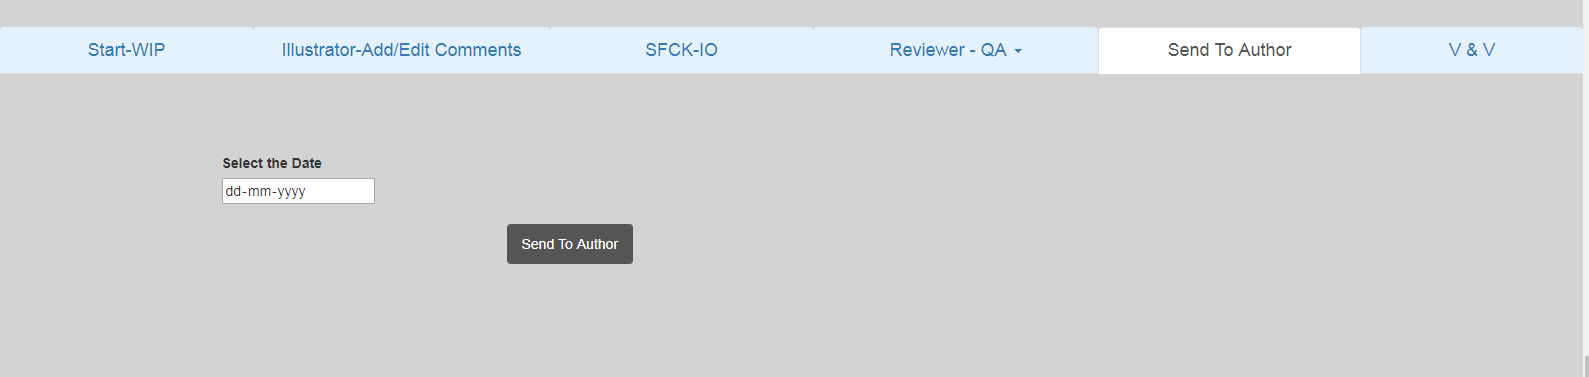 Start-WIP Illustrator-Add/Edit Comments SFCK-IO Reviewer - QA Send To Author V & V
Select the Date
dd-mm-yyyy
Send To Author